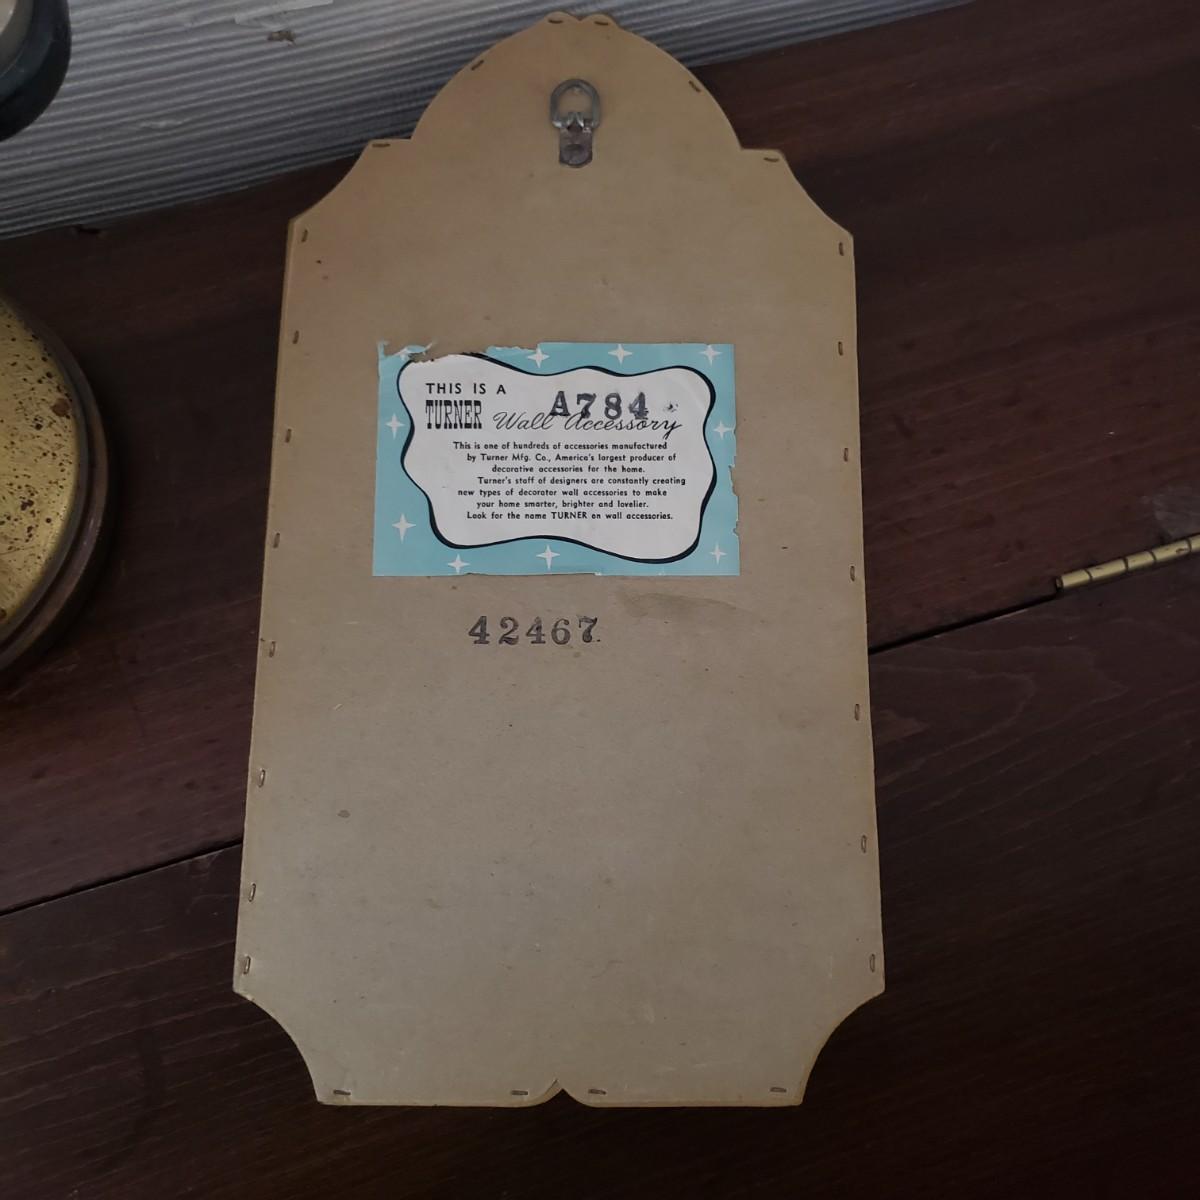 THIS IS A
A784
TURNER Wall Accessory
This is one of hundreds of accessories manufactured
by Turner Mfg. Co., America's largest producer of
decorative accessories for the home.
Turner's staff of designers are constantly creating
new types of decorator wall accessories to make
your home smarter, brighter and lovelier.
Look for the name TURNER on wall accessories.
42467.